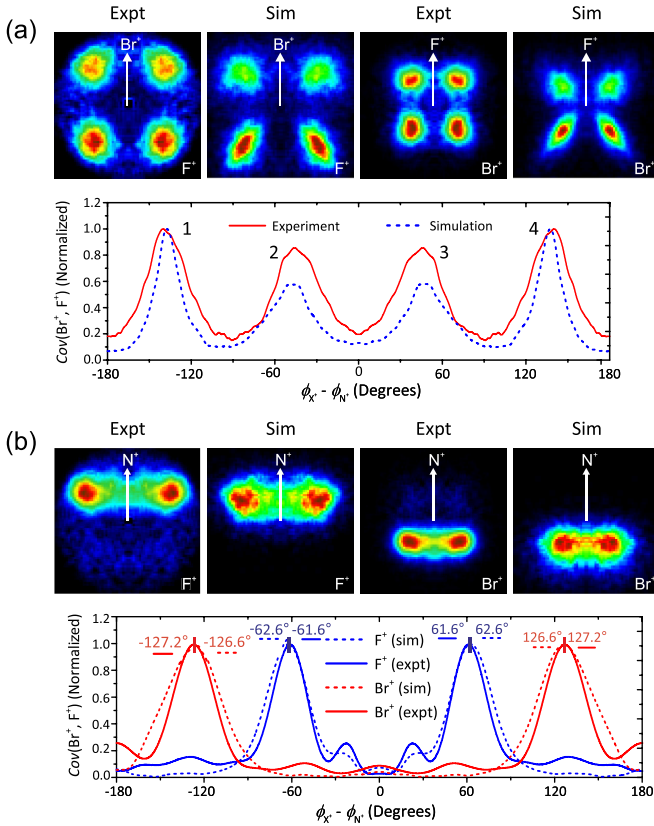 (a)
Expt Sim Expt Sim
Br⁺ Br⁺ F⁺ F⁺
F⁺ F⁺ Br⁺ Br⁺
Cov(Br⁺, F⁺) (Normalized)
1.2
1.0
0.8
0.6
0.4
0.2
0.0
1 2 3 4
Experiment Simulation
-180 -120 -60 0 60 120 180
ϕX⁺ - ϕN⁺ (Degrees)
(b)
Expt Sim Expt Sim
N⁺ N⁺ N⁺ N⁺
F⁺ F⁺ Br⁺ Br⁺
Cov(Br⁺, F⁺) (Normalized)
1.2
1.0
0.8
0.6
0.4
0.2
0.0
-127.2° -126.6° -62.6° -61.6° 61.6° 62.6° 126.6° 127.2°
F⁺ (sim)
F⁺ (expt)
Br⁺ (sim)
Br⁺ (expt)
-180 -120 -60 0 60 120 180
ϕX⁺ - ϕN⁺ (Degrees)